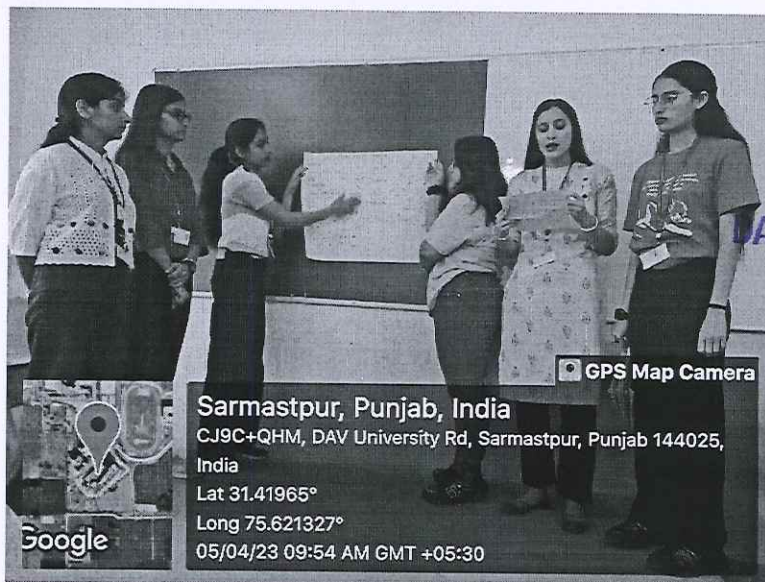 GPS Map Camera
Sarmastpur, Punjab, India
CJ9C+QHM, DAV University Rd, Sarmastpur, Punjab 144025,
India
Lat 31.41965°
Long 75.621327°
05/04/23 09:54 AM GMT +05:30
Google